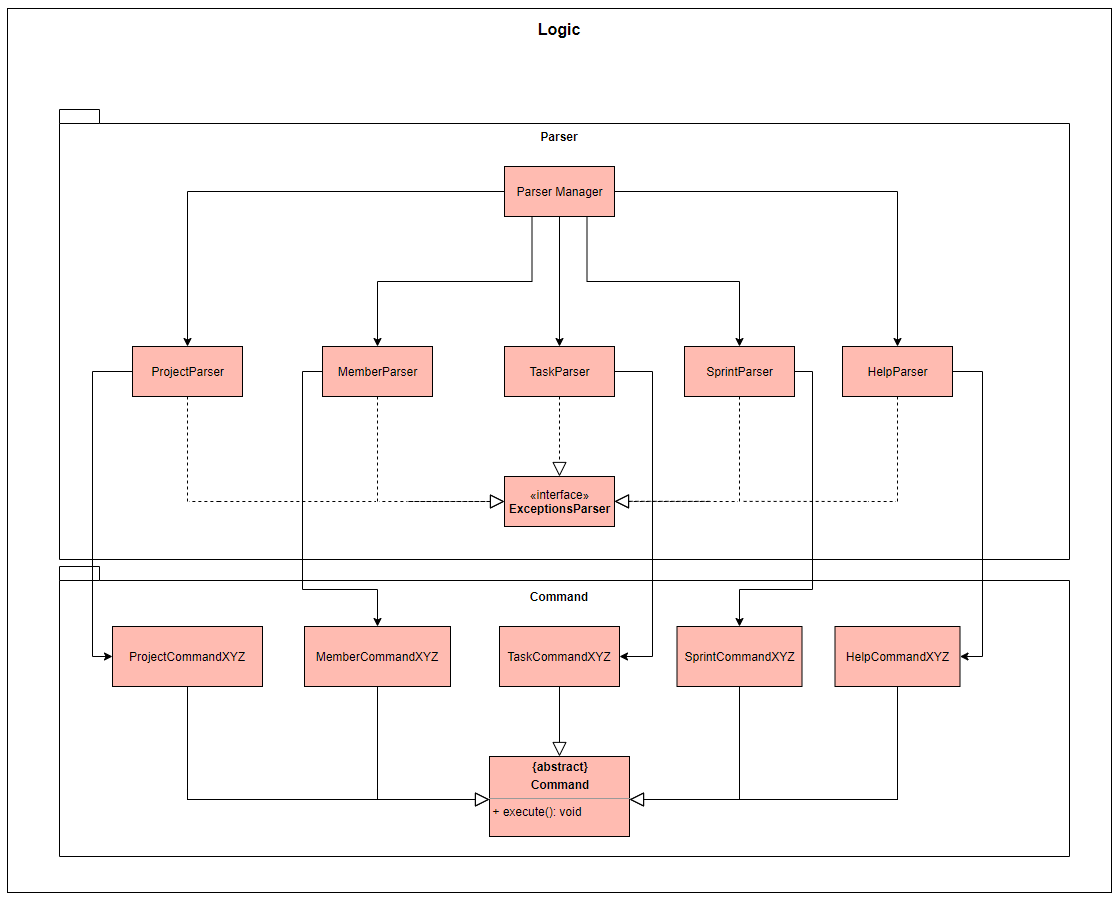 Logic
Parser
Parser Manager
ProjectParser
MemberParser
TaskParser
SprintParser
HelpParser
«interface»
ExceptionsParser
Command
ProjectCommandXYZ
MemberCommandXYZ
TaskCommandXYZ
SprintCommandXYZ
HelpCommandXYZ
{abstract}
Command
+ execute(): void